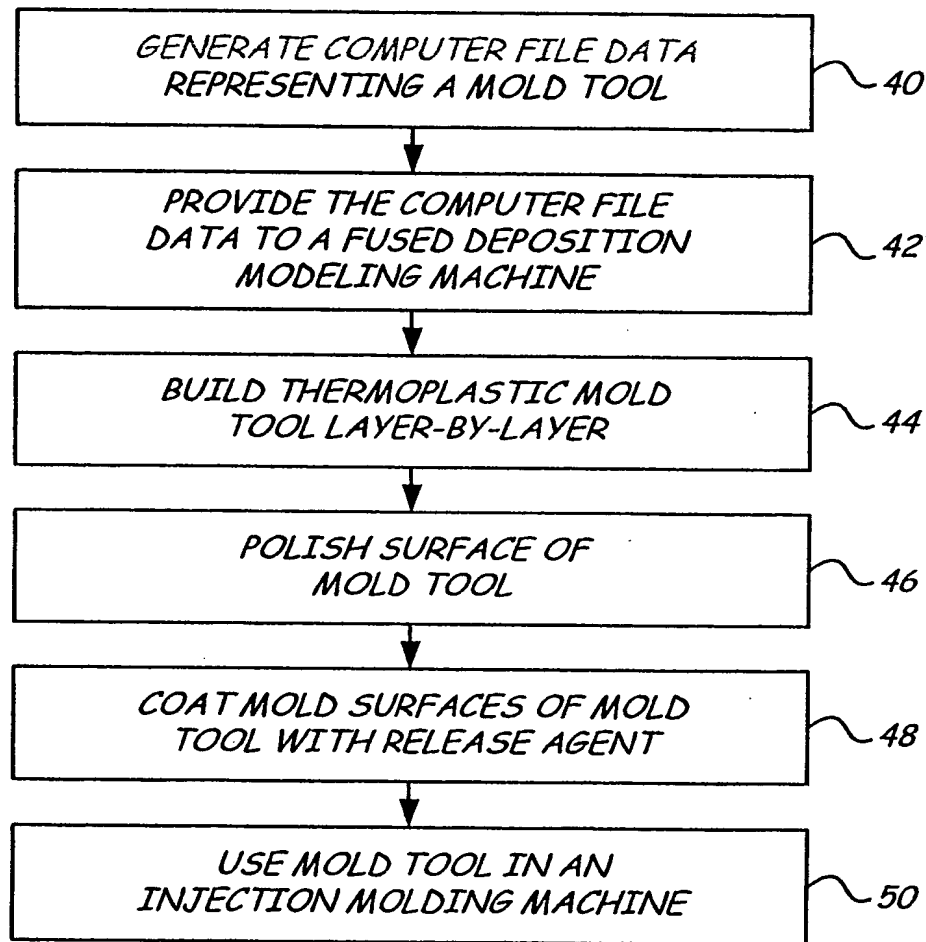 GENERATE COMPUTER FILE DATA
REPRESENTING A MOLD TOOL
40
PROVIDE THE COMPUTER FILE
DATA TO A FUSED DEPOSITION
MODELING MACHINE
42
BUILD THERMOPLASTIC MOLD
TOOL LAYER-BY-LAYER
44
POLISH SURFACE OF
MOLD TOOL
46
COAT MOLD SURFACES OF MOLD
TOOL WITH RELEASE AGENT
48
USE MOLD TOOL IN AN
INJECTION MOLDING MACHINE
50